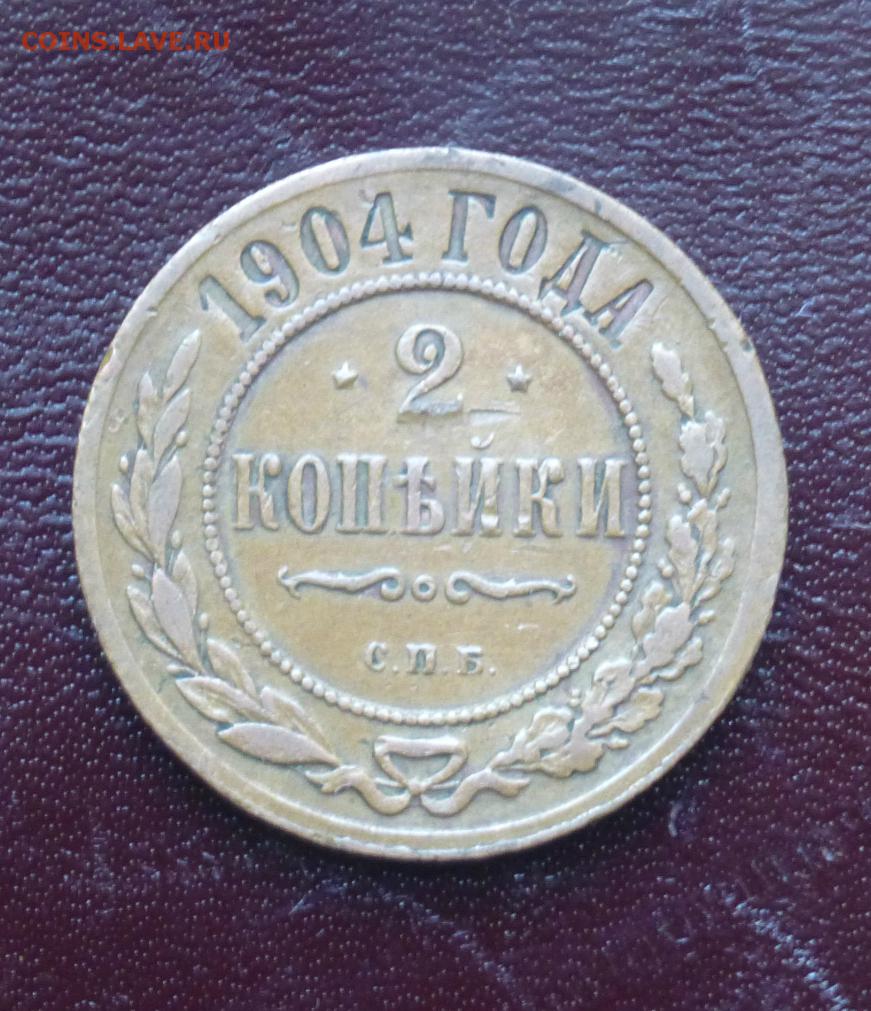 COINS.LAVE.RU
1904 ГОДА
2
КОПѢЙКИ
С.П.Б.